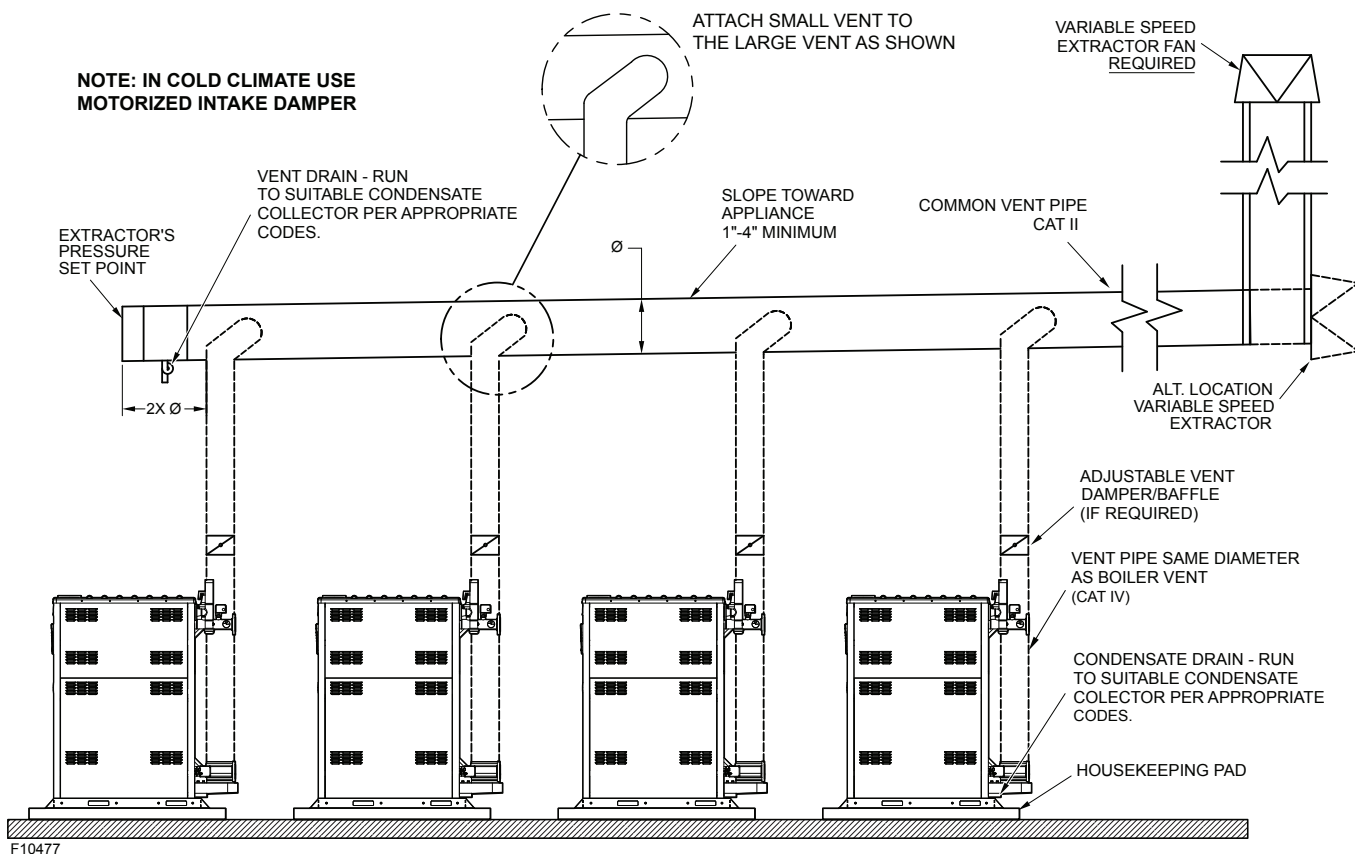 ATTACH SMALL VENT TO
THE LARGE VENT AS SHOWN
VARIABLE SPEED
EXTRACTOR FAN
REQUIRED
NOTE: IN COLD CLIMATE USE
MOTORIZED INTAKE DAMPER
VENT DRAIN - RUN
TO SUITABLE CONDENSATE
COLLECTOR PER APPROPRIATE
CODES.
SLOPE TOWARD
APPLIANCE
1"-4" MINIMUM
COMMON VENT PIPE
CAT II
EXTRACTOR'S
PRESSURE
SET POINT
Ø
2X Ø
ALT. LOCATION
VARIABLE SPEED
EXTRACTOR
ADJUSTABLE VENT
DAMPER/BAFFLE
(IF REQUIRED)
VENT PIPE SAME DIAMETER
AS BOILER VENT
(CAT IV)
CONDENSATE DRAIN - RUN
TO SUITABLE CONDENSATE
COLECTOR PER APPROPRIATE
CODES.
HOUSEKEEPING PAD
F10477